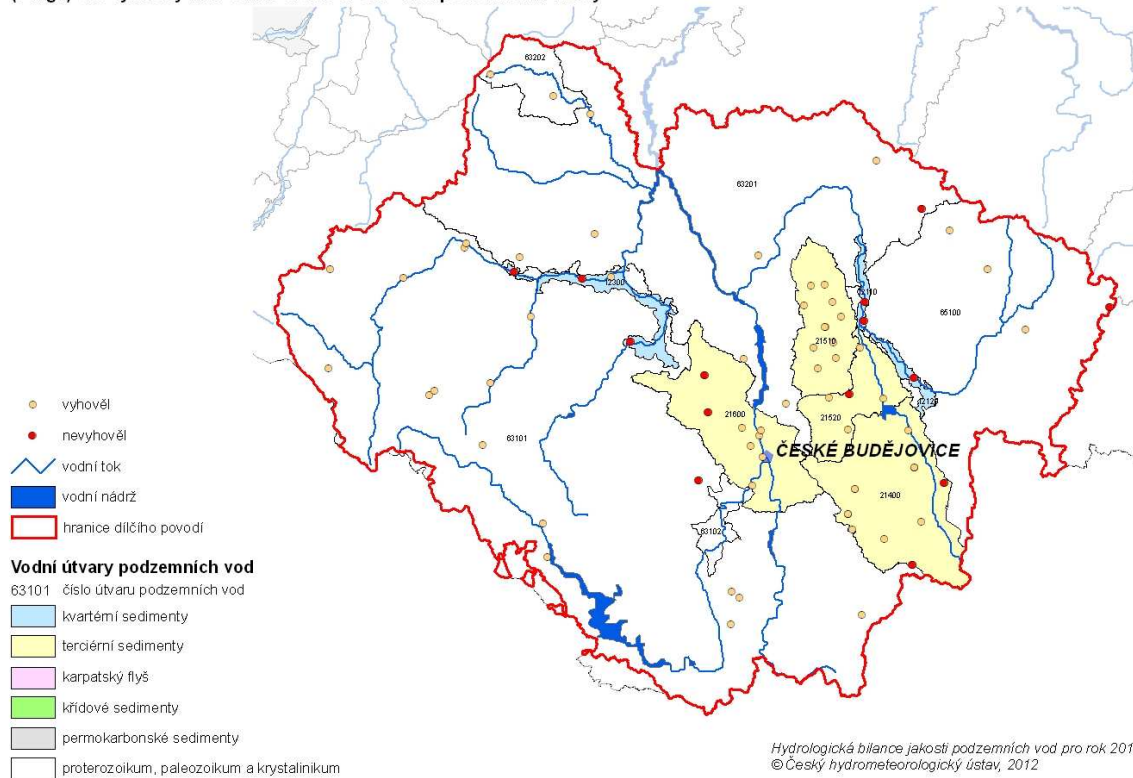 63202
63201
12300
12110
65100
21510
12120
21600
21520
ČESKÉ BUDĚJOVICE
63101
21400
63102
vyhověl
nevyhověl
vodní tok
vodní nádrž
hranice dílčího povodí
Vodní útvary podzemních vod
63101 číslo útvaru podzemních vod
kvartérní sedimenty
terciérní sedimenty
karpatský flyš
křídové sedimenty
permokarbonské sedimenty
proterozoikum, paleozoikum a krystalinikum
Hydrologická bilance jakosti podzemních vod pro rok 201
© Český hydrometeorologický ústav, 2012